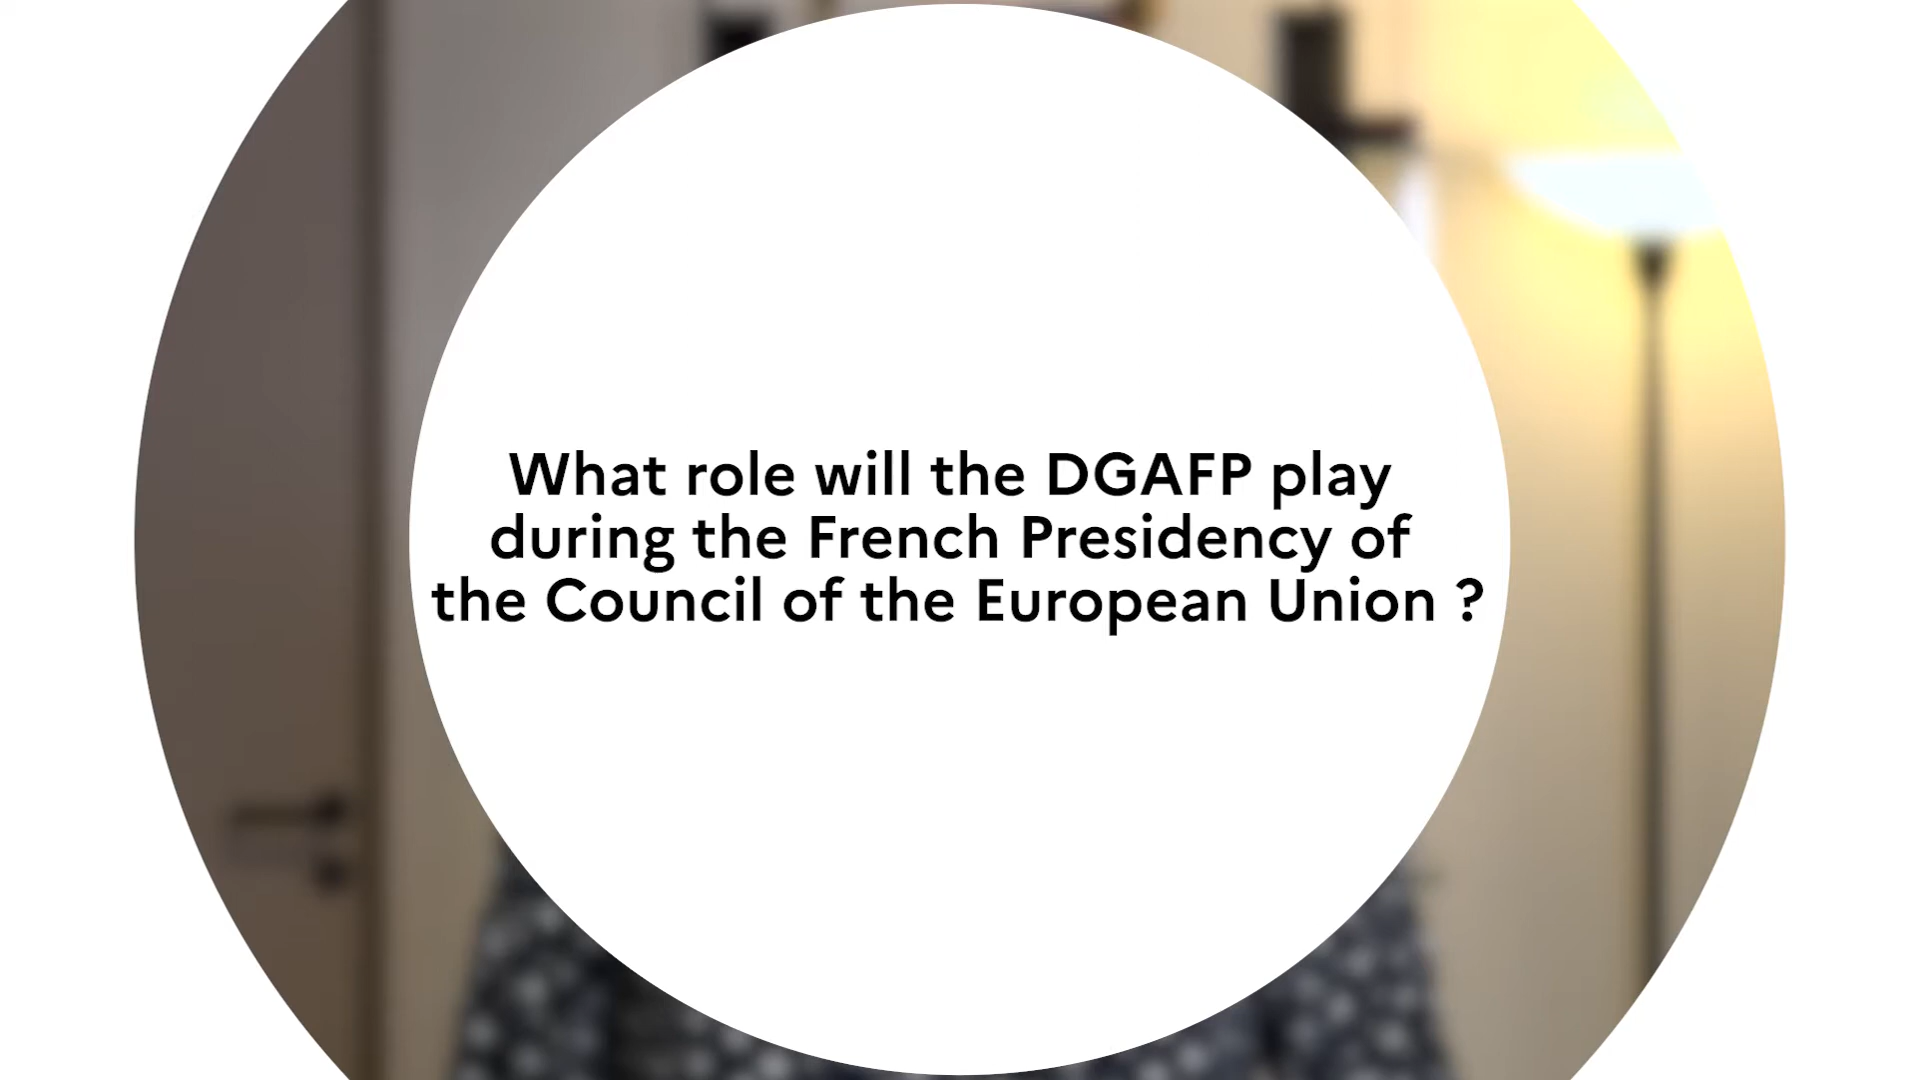 What role will the DGAFP play
during the French Presidency of
the Council of the European Union ?